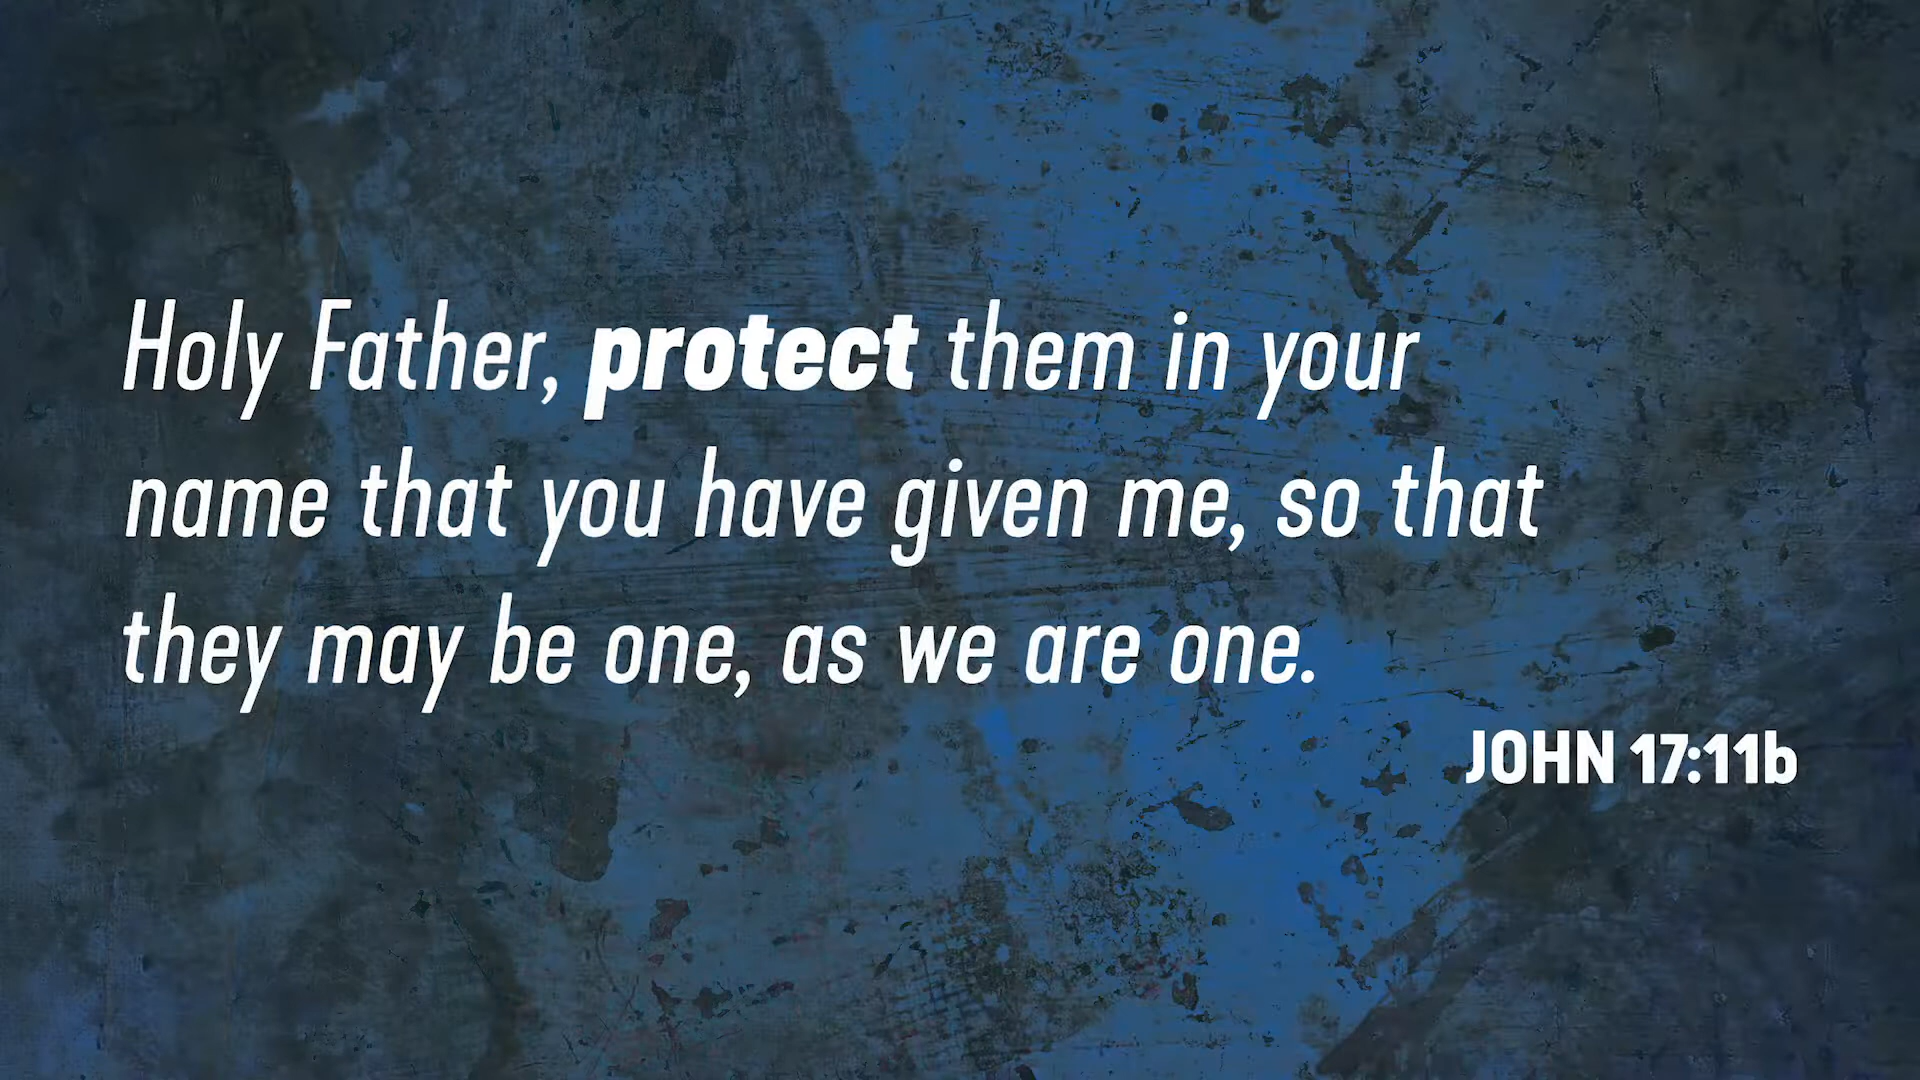 Holy Father, protect them in your
name that you have given me, so that
they may be one, as we are one.
JOHN 17:11b